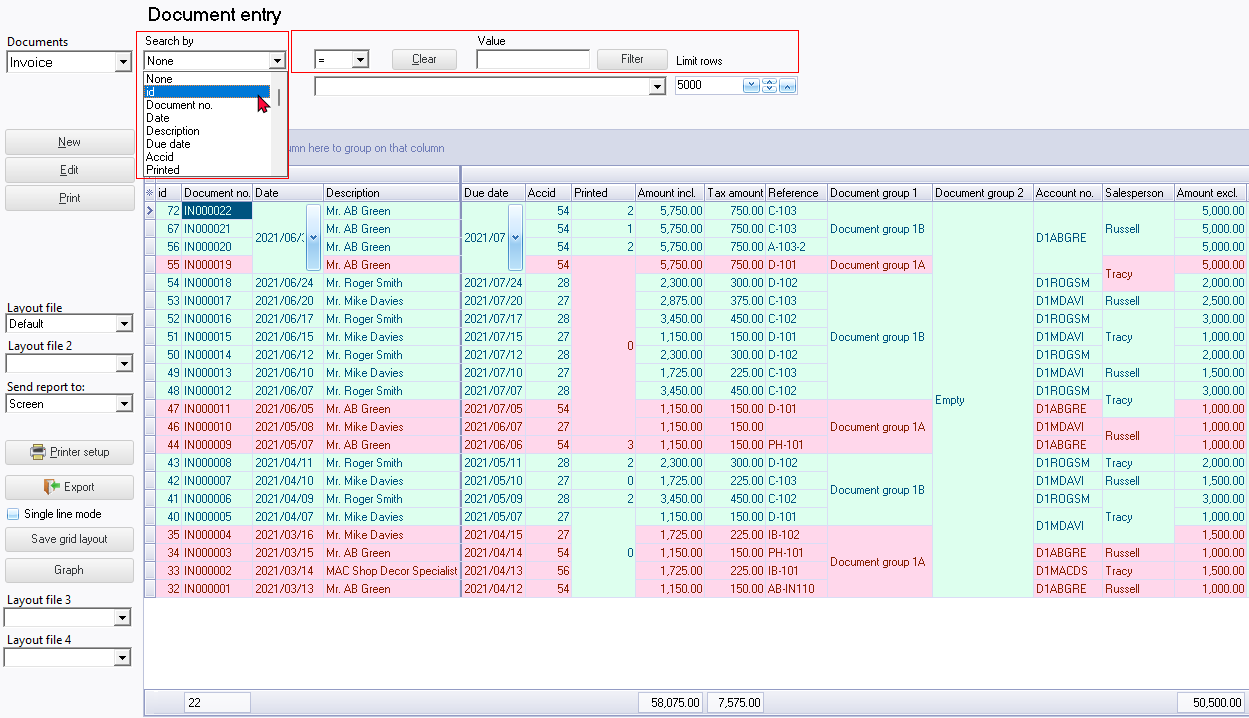 Document entry
Documents
Invoice
Search by
None
None
id
Document no.
Date
Description
Due date
Accid
Printed
=
Clear
Value
Filter
Limit rows
5000
New
Edit
Print
umn here to group on that column
id Document no. Date Description Due date Accid Printed Amount incl. Tax amount Reference Document group 1 Document group 2 Account no. Salesperson Amount excl.
72 IN000022 Mr. AB Green 54 2 5,750.00 750.00 C-103 5,000.00
67 IN000021 2021/06/ Mr. AB Green 2021/07 54 1 5,750.00 750.00 C-103 Document group 1B D1ABGRE Russell 5,000.00
56 IN000020 Mr. AB Green 54 2 5,750.00 750.00 A-103-2 5,000.00
55 IN000019 Mr. AB Green 54 5,750.00 750.00 D-101 Document group 1A Tracy 5,000.00
54 IN000018 2021/06/24 Mr. Roger Smith 2021/07/24 28 2,300.00 300.00 D-102 D1ROGSM 2,000.00
53 IN000017 2021/06/20 Mr. Mike Davies 2021/07/20 27 2,875.00 375.00 C-103 D1MDAVI Russell 2,500.00
52 IN000016 2021/06/17 Mr. Roger Smith 2021/07/17 28 3,450.00 450.00 C-102 D1ROGSM 3,000.00
51 IN000015 2021/06/15 Mr. Mike Davies 2021/07/15 27 0 1,150.00 150.00 D-101 Document group 1B D1MDAVI Tracy 1,000.00
50 IN000014 2021/06/12 Mr. Roger Smith 2021/07/12 28 2,300.00 300.00 D-102 D1ROGSM 2,000.00
49 IN000013 2021/06/10 Mr. Mike Davies 2021/07/10 27 1,725.00 225.00 C-103 D1MDAVI Russell 1,500.00
48 IN000012 2021/06/07 Mr. Roger Smith 2021/07/07 28 3,450.00 450.00 C-102 D1ROGSM Tracy 3,000.00
47 IN000011 2021/06/05 Mr. AB Green 2021/07/05 54 1,150.00 150.00 D-101 Empty D1ABGRE 1,000.00
46 IN000010 2021/05/08 Mr. Mike Davies 2021/06/07 27 1,150.00 150.00 Document group 1A D1MDAVI Russell 1,000.00
44 IN000009 2021/05/07 Mr. AB Green 2021/06/06 54 3 1,150.00 150.00 PH-101 D1ABGRE 1,000.00
43 IN000008 2021/04/11 Mr. Roger Smith 2021/05/11 28 2 2,300.00 300.00 D-102 D1ROGSM Tracy 2,000.00
42 IN000007 2021/04/10 Mr. Mike Davies 2021/05/10 27 0 1,725.00 225.00 C-103 Document group 1B D1MDAVI Russell 1,500.00
41 IN000006 2021/04/09 Mr. Roger Smith 2021/05/09 28 2 3,450.00 450.00 C-102 D1ROGSM Tracy 3,000.00
40 IN000005 2021/04/07 Mr. Mike Davies 2021/05/07 27 1,150.00 150.00 D-101 D1MDAVI 1,000.00
35 IN000004 2021/03/16 Mr. Mike Davies 2021/04/15 27 0 1,725.00 225.00 IB-102 1,500.00
34 IN000003 2021/03/15 Mr. AB Green 2021/04/14 54 1,150.00 150.00 PH-101 Document group 1A D1ABGRE Russell 1,000.00
33 IN000002 2021/03/14 MAC Shop Decor Specialist 2021/04/13 56 1,725.00 225.00 IB-101 D1MACDS Tracy 1,500.00
32 IN000001 2021/03/13 Mr. AB Green 2021/04/12 54 1,150.00 150.00 AB-IN110 D1ABGRE Russell 1,000.00
22 58,075.00 7,575.00 50,500.00
Layout file
Default
Layout file 2
Send report to:
Screen
Printer setup
Export
Single line mode
Save grid layout
Graph
Layout file 3
Layout file 4